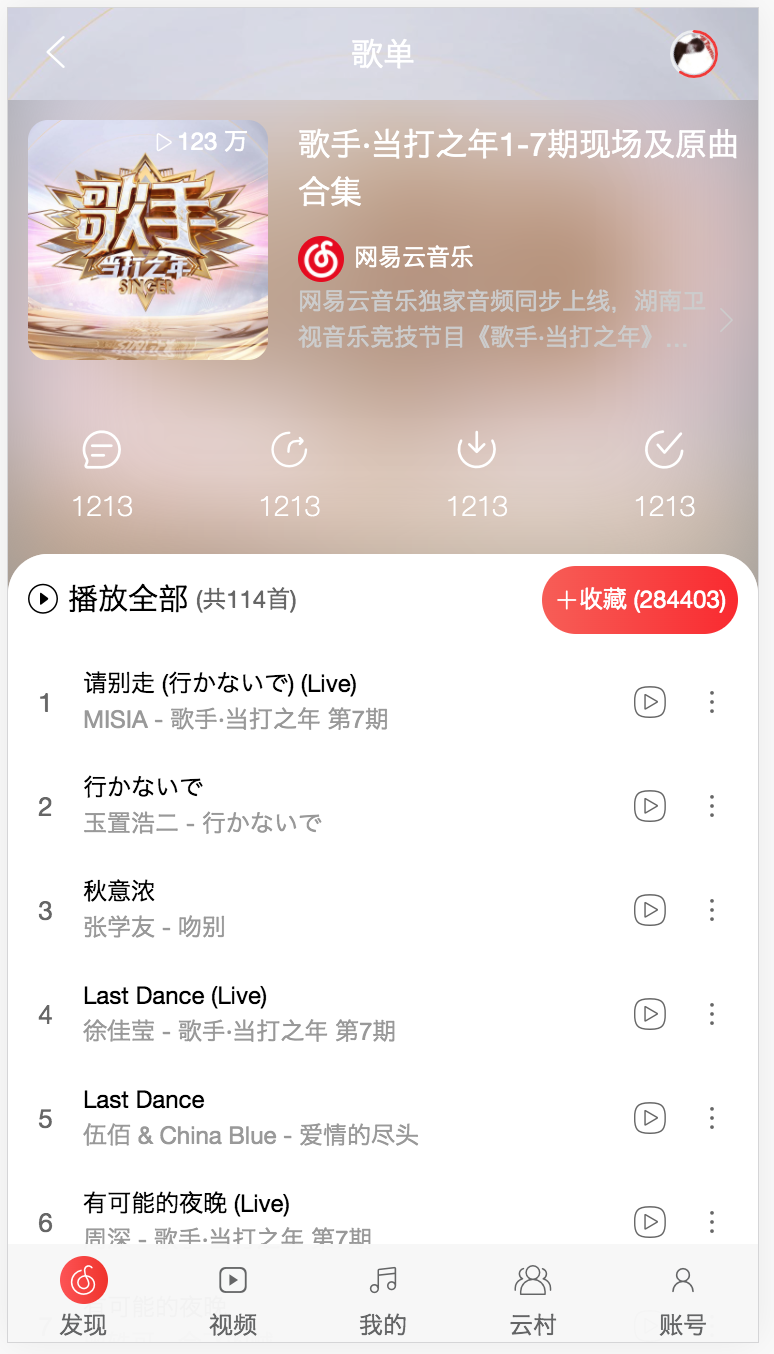 歌单
123 万
歌手
当打之年
SINGER
歌手·当打之年1-7期现场及原曲
合集
网易云音乐
网易云音乐独家音频同步上线，湖南卫
视音乐竞技节目《歌手·当打之年》...
1213
1213
1213
1213
播放全部 (共114首)
+收藏 (284403)
1
请别走 (行かないで) (Live)
MISIA - 歌手·当打之年 第7期
2
行かないで
玉置浩二 - 行かないで
3
秋意浓
张学友 - 吻别
4
Last Dance (Live)
徐佳莹 - 歌手·当打之年 第7期
5
Last Dance
伍佰 & China Blue - 爱情的尽头
6
有可能的夜晚 (Live)
周深 - 歌手·当打之年 第7期
7
有可能的夜晚
发现
视频
我的
云村
账号